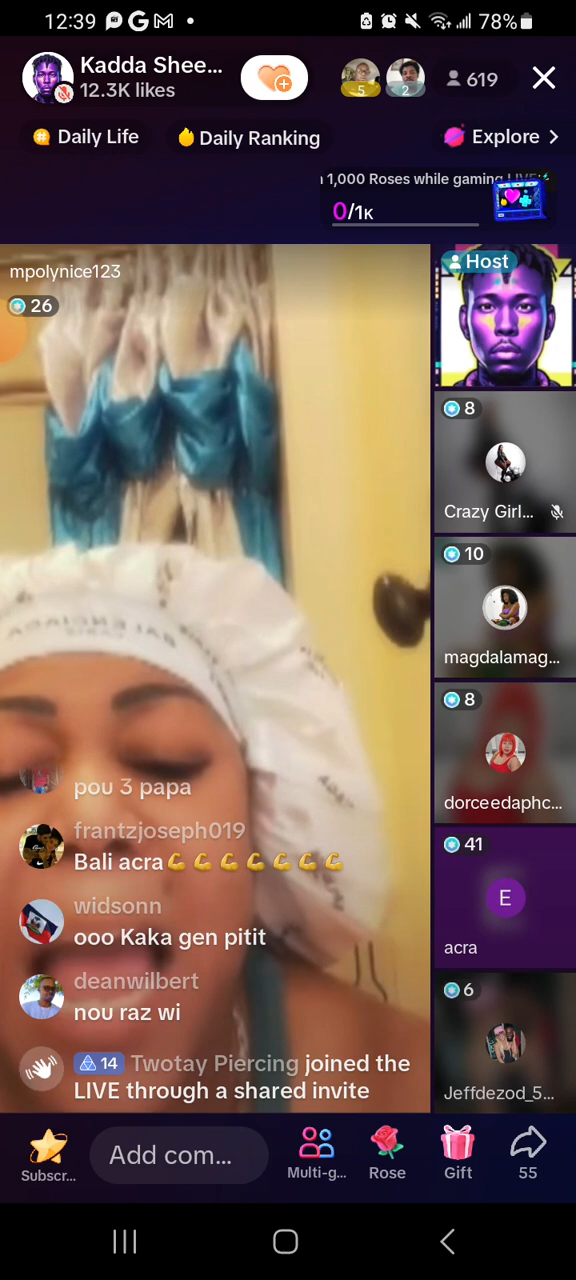 12:39
78%
Kadda Shee...
12.3K likes
5
2
619
Daily Life
Daily Ranking
Explore
1,000 Roses while gaming LIVE
0/1K
mpolynice123
26
Host
8
Crazy Girl...
10
magdalamag...
8
dorceedaphc...
41
E
acra
6
Jeffdezod_5...
pou 3 papa
frantzjoseph019
Bali acra💪💪💪💪💪💪💪
widsonn
ooo Kaka gen pitit
deanwilbert
nou raz wi
14 Twotay Piercing joined the
LIVE through a shared invite
Subscr...
Add com...
Multi-g...
Rose
Gift
55